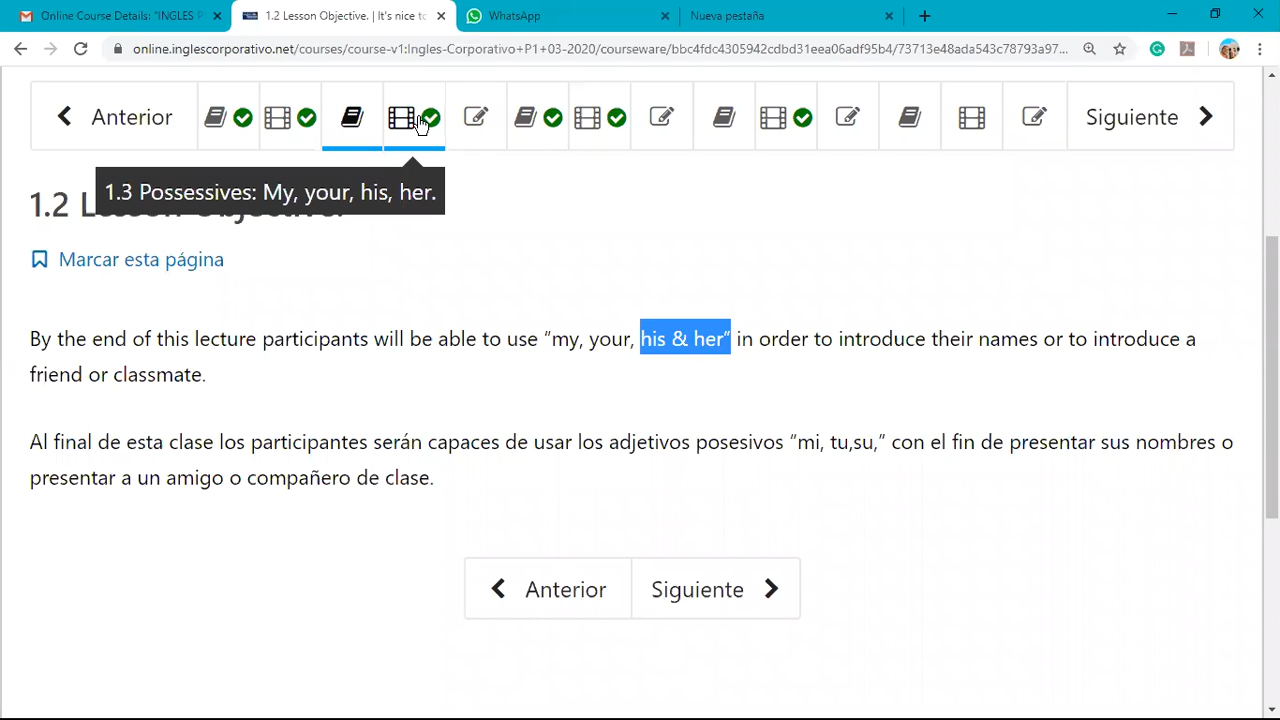 Online Course Details: "INGLES P
1.2 Lesson Objective. | It's nice to
WhatsApp
Nueva pestaña
online.inglescorporativo.net/courses/course-v1:Ingles-Corporativo+P1+03-2020/courseware/bbc4fdc4305942cdbd31eea06adf95b4/73713e48ada543c78793a97...
Anterior
Siguiente
1.3 Possessives: My, your, his, her.
1.2 Lesson Objective.
Marcar esta página
By the end of this lecture participants will be able to use “my, your, his & her” in order to introduce their names or to introduce a
friend or classmate.
Al final de esta clase los participantes serán capaces de usar los adjetivos posesivos “mi, tu,su,” con el fin de presentar sus nombres o
presentar a un amigo o compañero de clase.
Anterior
Siguiente